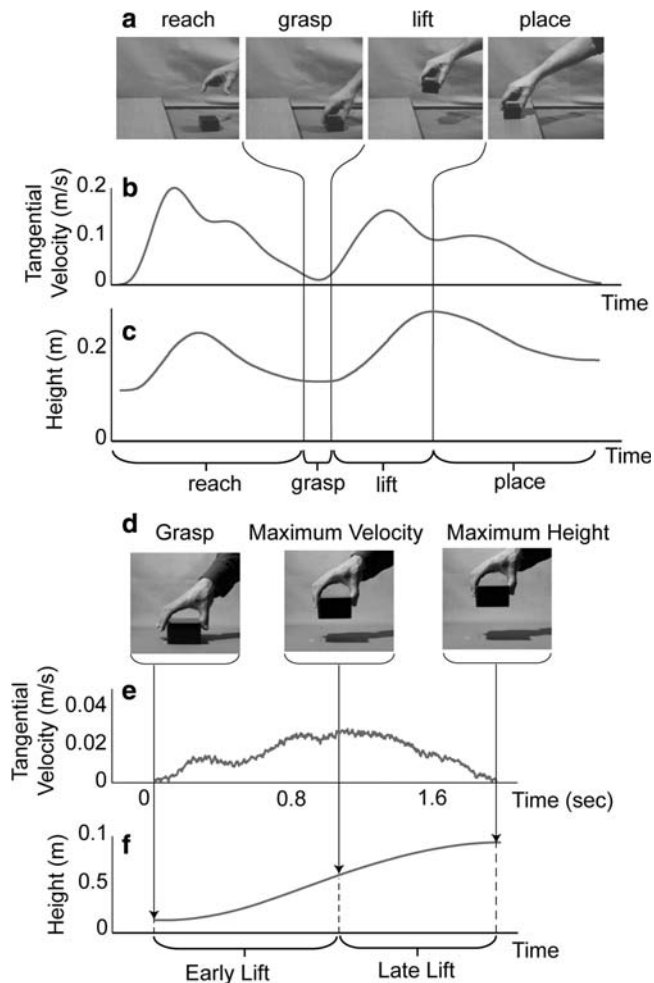 reach grasp lift place
a
b
Tangential
Velocity (m/s)
0.2
0.1
0
Time
c
Height (m)
0.2
0
Time
reach grasp lift place
d
Grasp Maximum Velocity Maximum Height
e
Tangential
Velocity (m/s)
0.04
0.02
0
0 0.8 1.6 Time (sec)
f
Height (m)
0.1
0.5
0
Time
Early Lift Late Lift